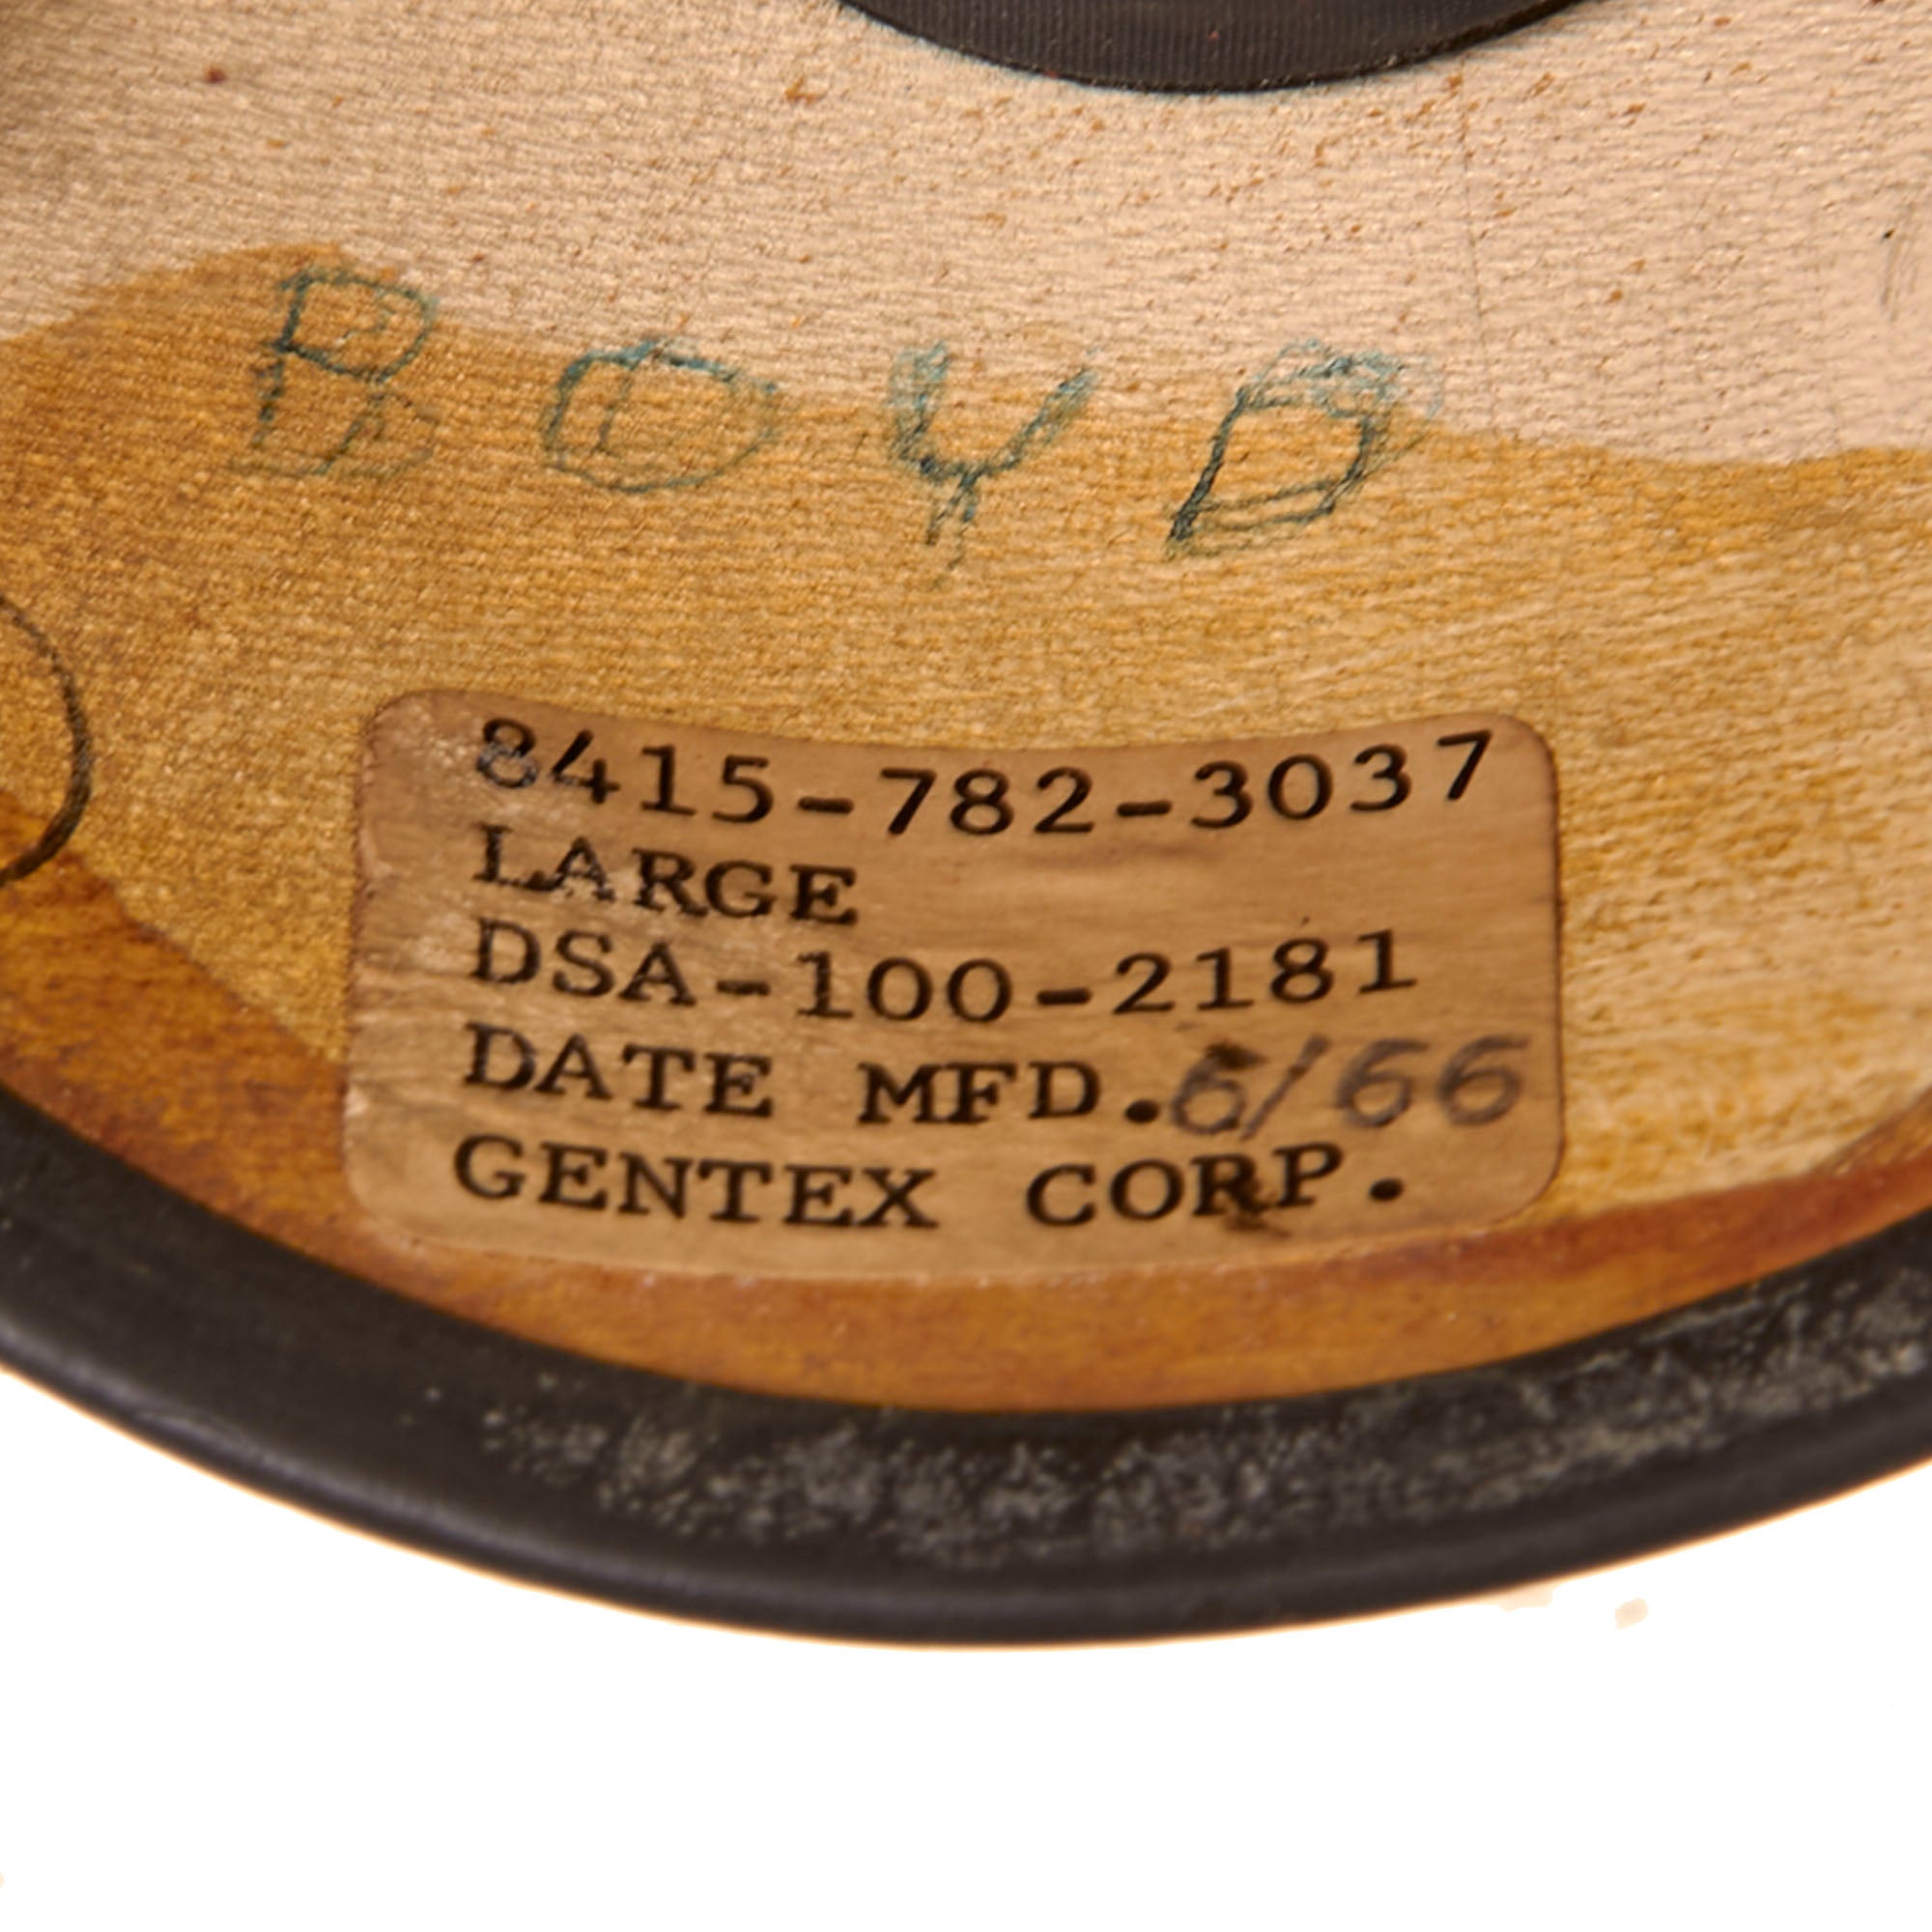 BOYD
8415-782-3037
LARGE
DSA-100-2181
DATE MFD. 6/66
GENTEX CORP.